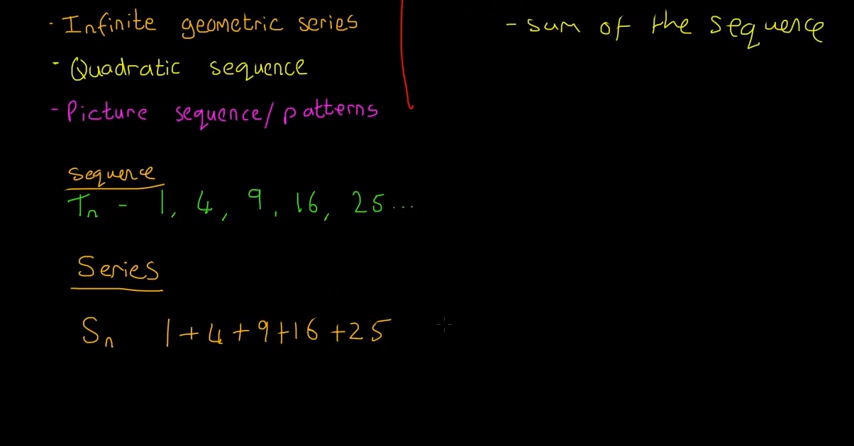 - Infinite geometric series
- sum of the sequence
- Quadratic sequence
- Picture sequence/patterns
sequence
Tn - 1, 4, 9, 16, 25...
Series
Sn 1+4+9+16+25